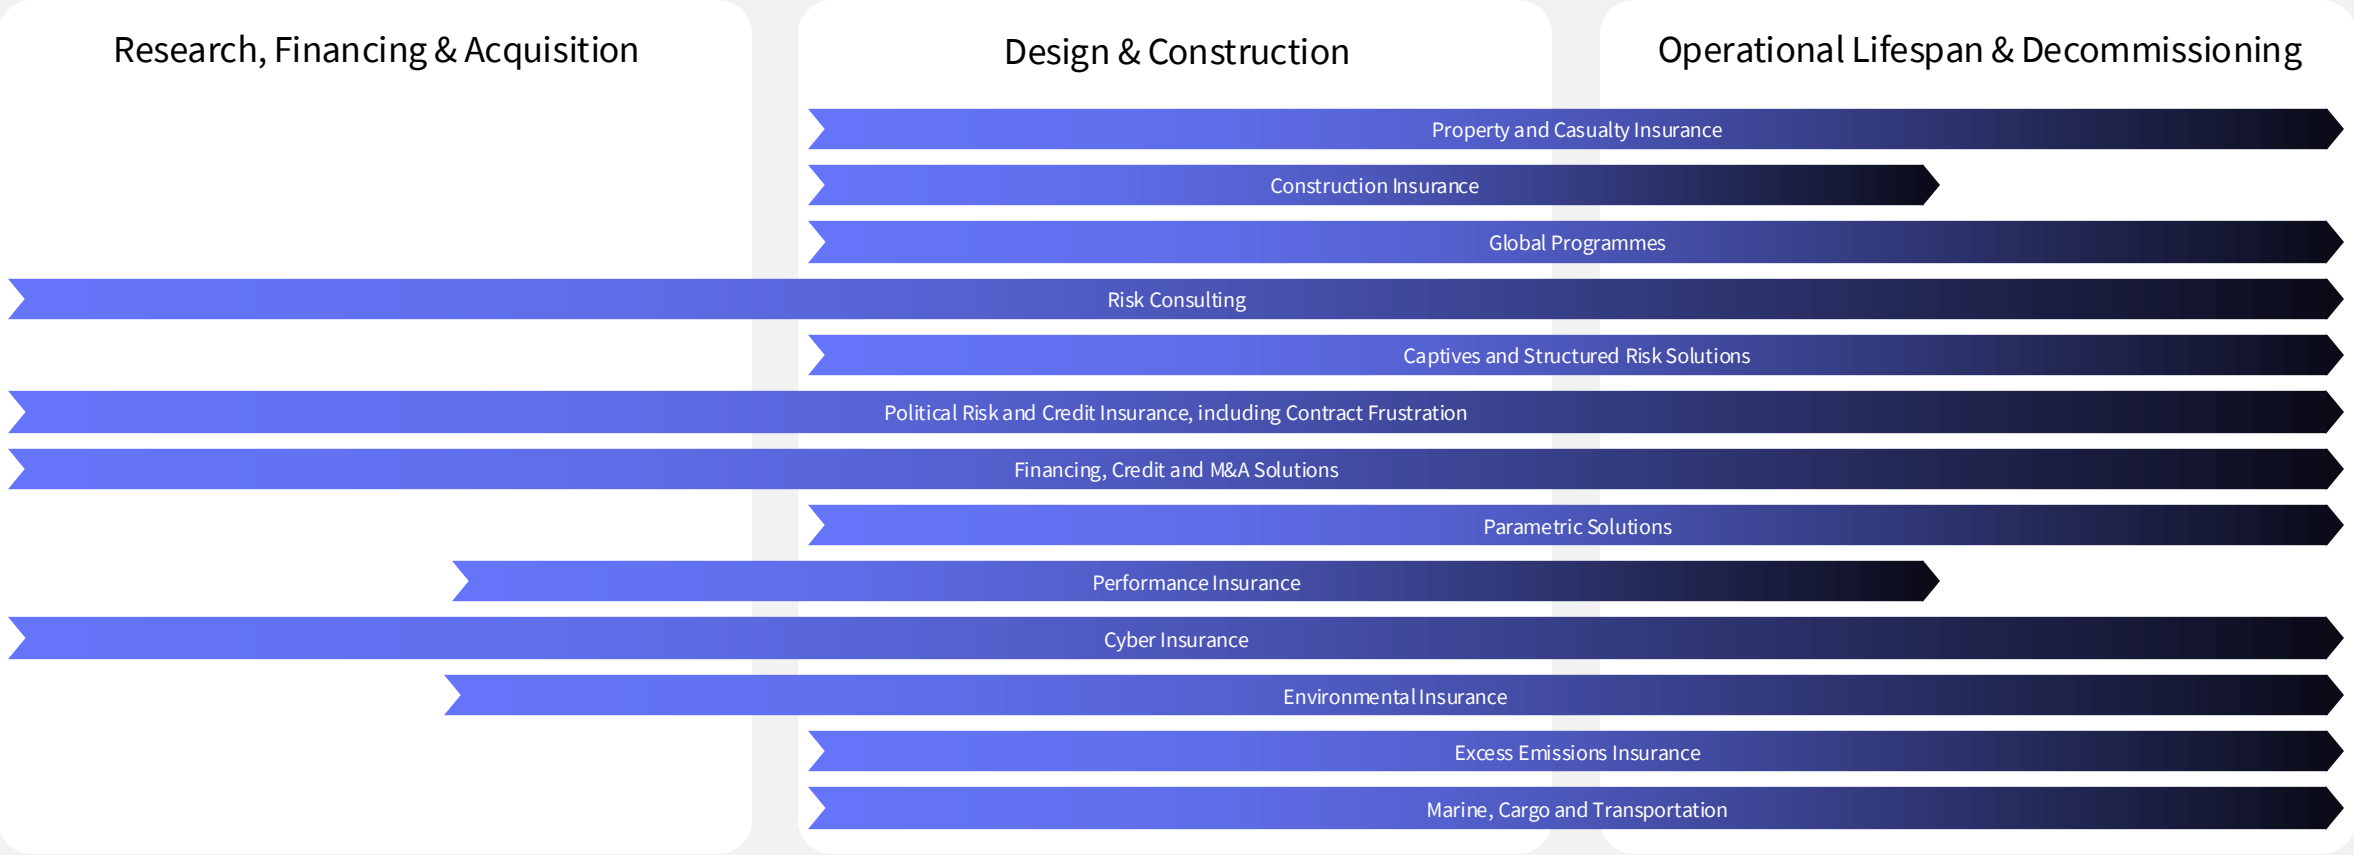 Research, Financing & Acquisition
Design & Construction
Operational Lifespan & Decommissioning
Property and Casualty Insurance
Construction Insurance
Global Programmes
Risk Consulting
Captives and Structured Risk Solutions
Political Risk and Credit Insurance, including Contract Frustration
Financing, Credit and M&A Solutions
Parametric Solutions
Performance Insurance
Cyber Insurance
Environmental Insurance
Excess Emissions Insurance
Marine, Cargo and Transportation